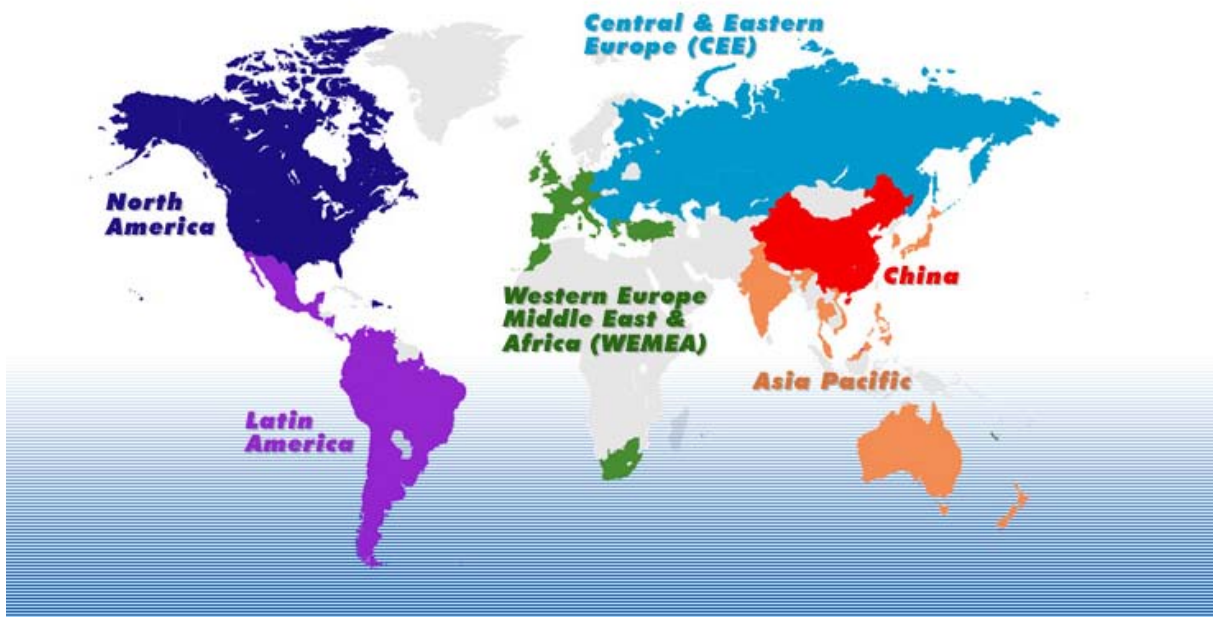 Central & Eastern
Europe (CEE)
North
America
China
Western Europe
Middle East &
Africa (WEMEA)
Asia Pacific
Latin
America